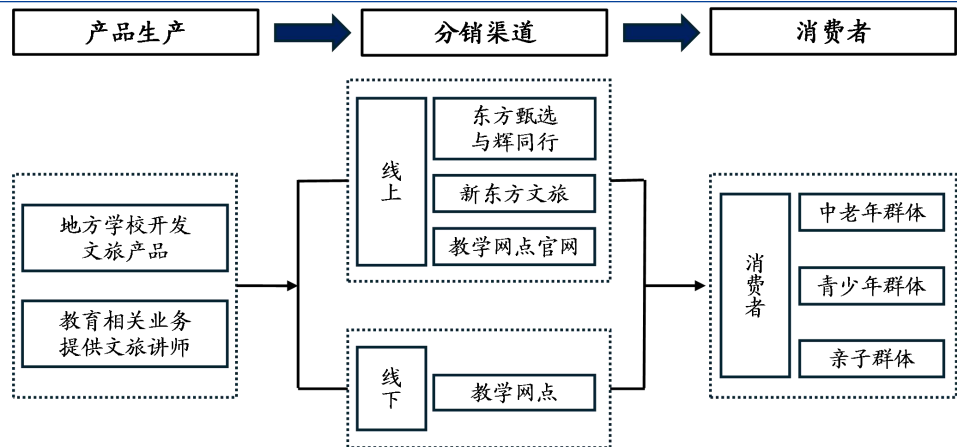 产品生产
分销渠道
消费者
地方学校开发
文旅产品
教育相关业务
提供文旅讲师
线
上
东方甄选
与辉同行
新东方文旅
教学网点官网
线
下
教学网点
消
费
者
中老年群体
青少年群体
亲子群体